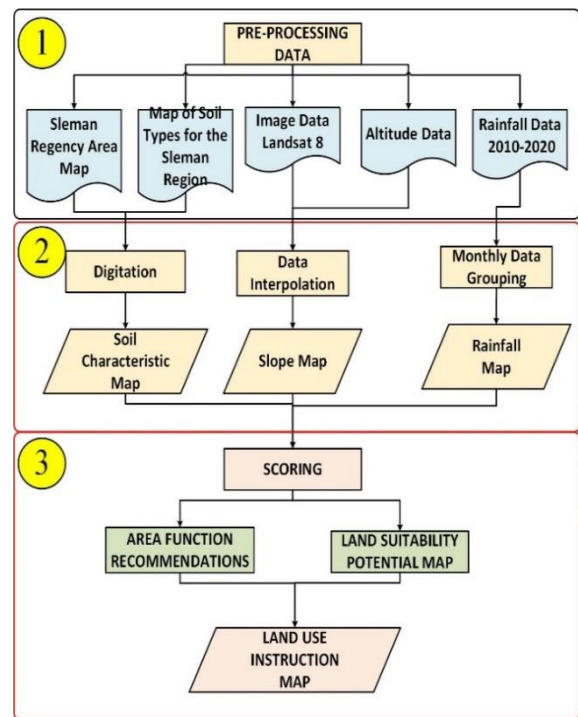 1
PRE-PROCESSING
DATA
Sleman
Regency Area
Map
Map of Soil
Types for the
Sleman
Region
Image Data
Landsat 8
Altitude Data
Rainfall Data
2010-2020
2
Digitation
Data
Interpolation
Monthly Data
Grouping
Soil
Characteristic
Map
Slope Map
Rainfall
Map
3
SCORING
AREA FUNCTION
RECOMMENDATIONS
LAND SUITABILITY
POTENTIAL MAP
LAND USE
INSTRUCTION
MAP